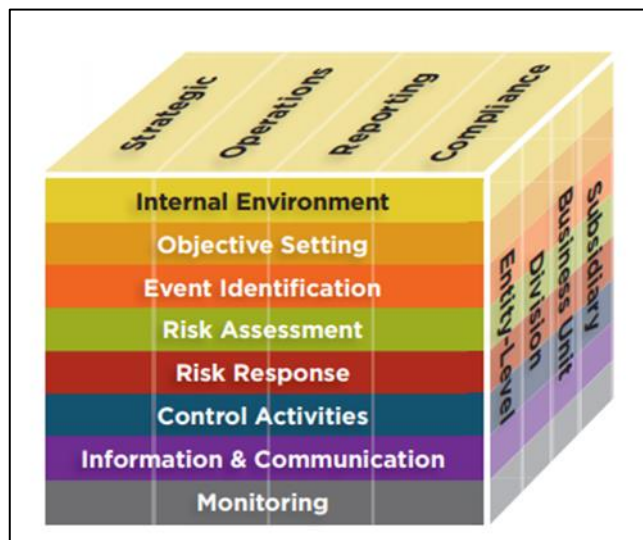 Strategic
Operations
Reporting
Compliance
Internal Environment
Objective Setting
Event Identification
Risk Assessment
Risk Response
Control Activities
Information & Communication
Monitoring
Entity-Level
Division
Business Unit
Subsidiary